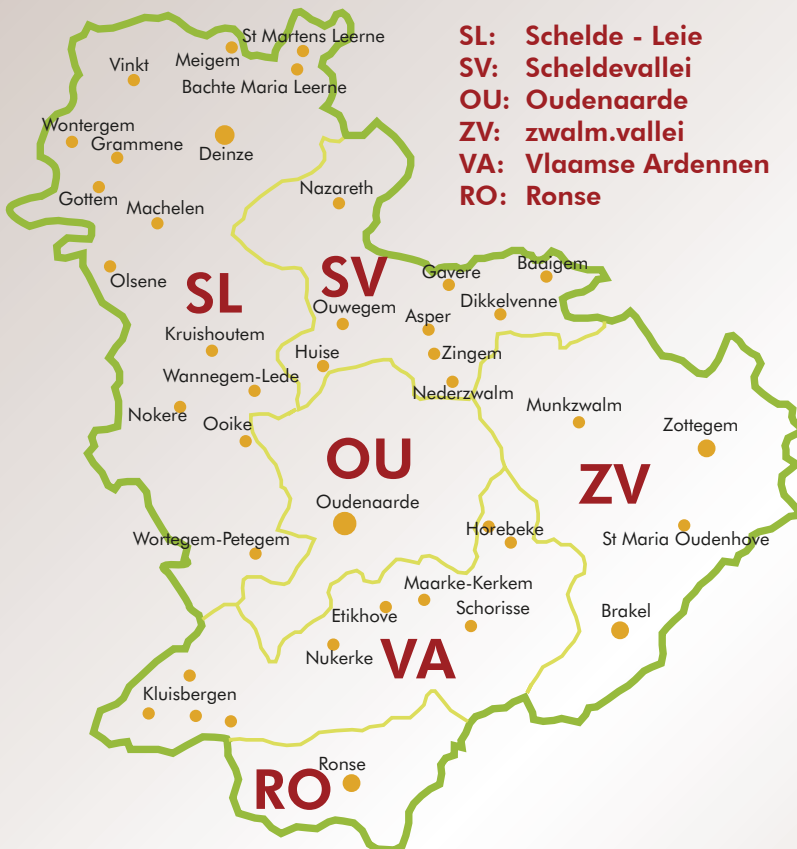 SL: Schelde - Leie
SV: Scheldevallei
OU: Oudenaarde
ZV: zwalm.vallei
VA: Vlaamse Ardennen
RO: Ronse
St Martens Leerne
Meigem
Vinkt
Bachte Maria Leerne
Wontergem
Grammene
Deinze
Nazareth
Gottem
Machelen
Olsene
SL
SV
Gavere
Baaigem
Ouwegem
Asper
Dikkelvenne
Kruishoutem
Huise
Zingem
Wannegem-Lede
Nederzwalm
Nokere
Ooike
Munkzwalm
Zottegem
OU
ZV
Oudenaarde
Horebeke
Wortegem-Petegem
St Maria Oudenhove
Maarke-Kerkem
Etikhove
Schorisse
Brakel
Nukerke
VA
Kluisbergen
Ronse
RO